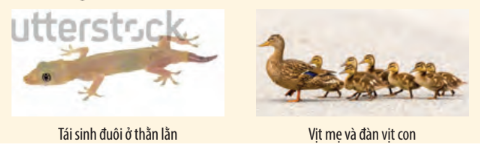 utterstock
Tái sinh đuôi ở thằn lằn
Vịt mẹ và đàn vịt con